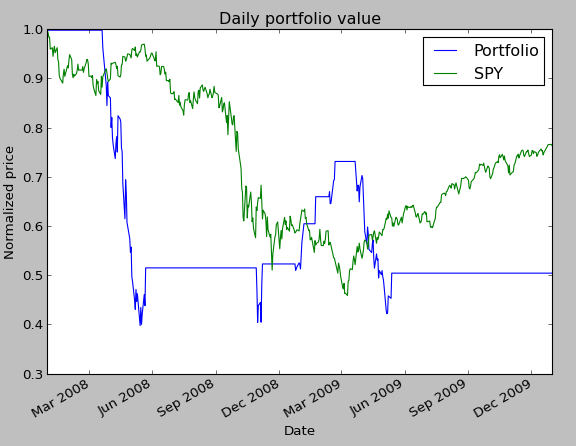 Daily portfolio value
Portfolio
SPY
Normalized price
1.0
0.9
0.8
0.7
0.6
0.5
0.4
0.3
Mar 2008
Jun 2008
Sep 2008
Dec 2008
Mar 2009
Jun 2009
Sep 2009
Dec 2009
Date